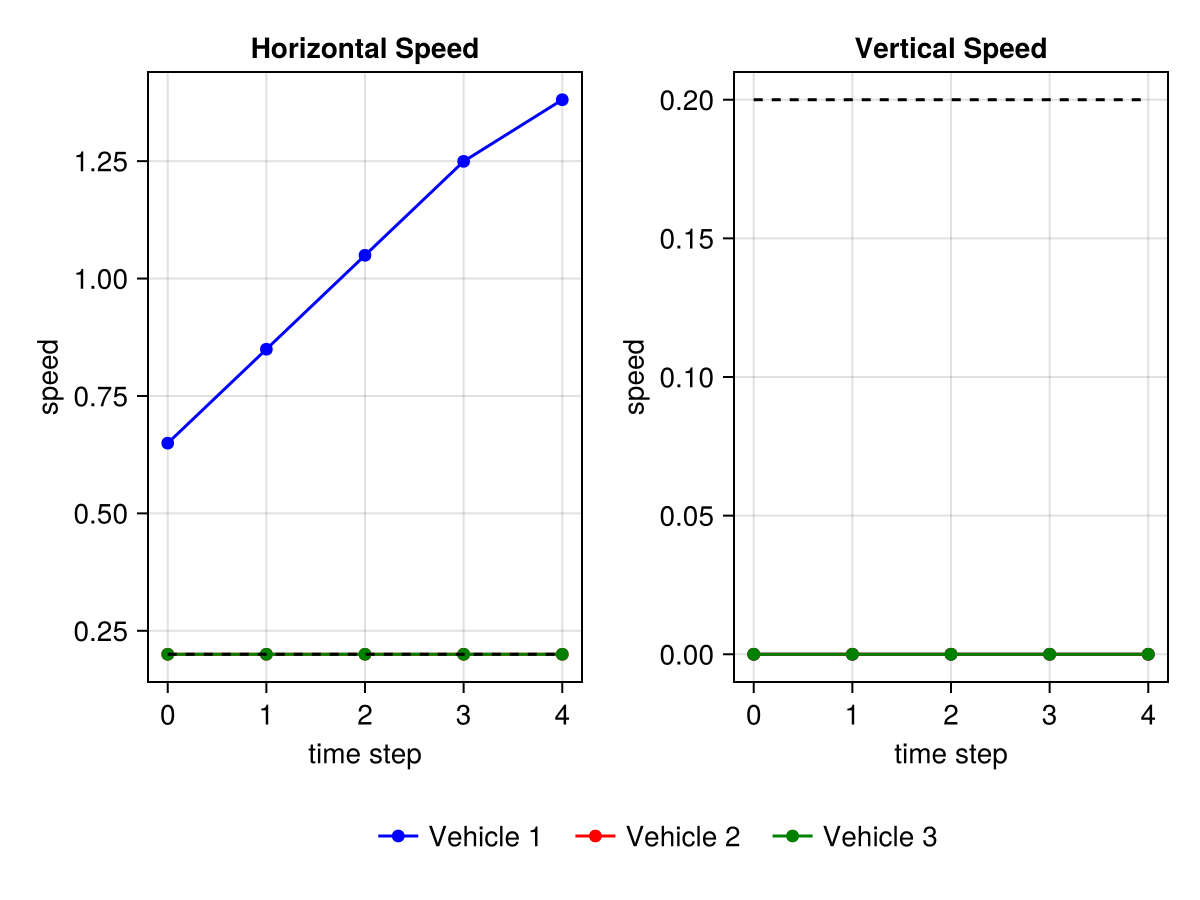 Horizontal Speed
speed
1.25
1.00
0.75
0.50
0.25
0 1 2 3 4
time step
Vertical Speed
speed
0.20
0.15
0.10
0.05
0.00
0 1 2 3 4
time step
Vehicle 1 Vehicle 2 Vehicle 3